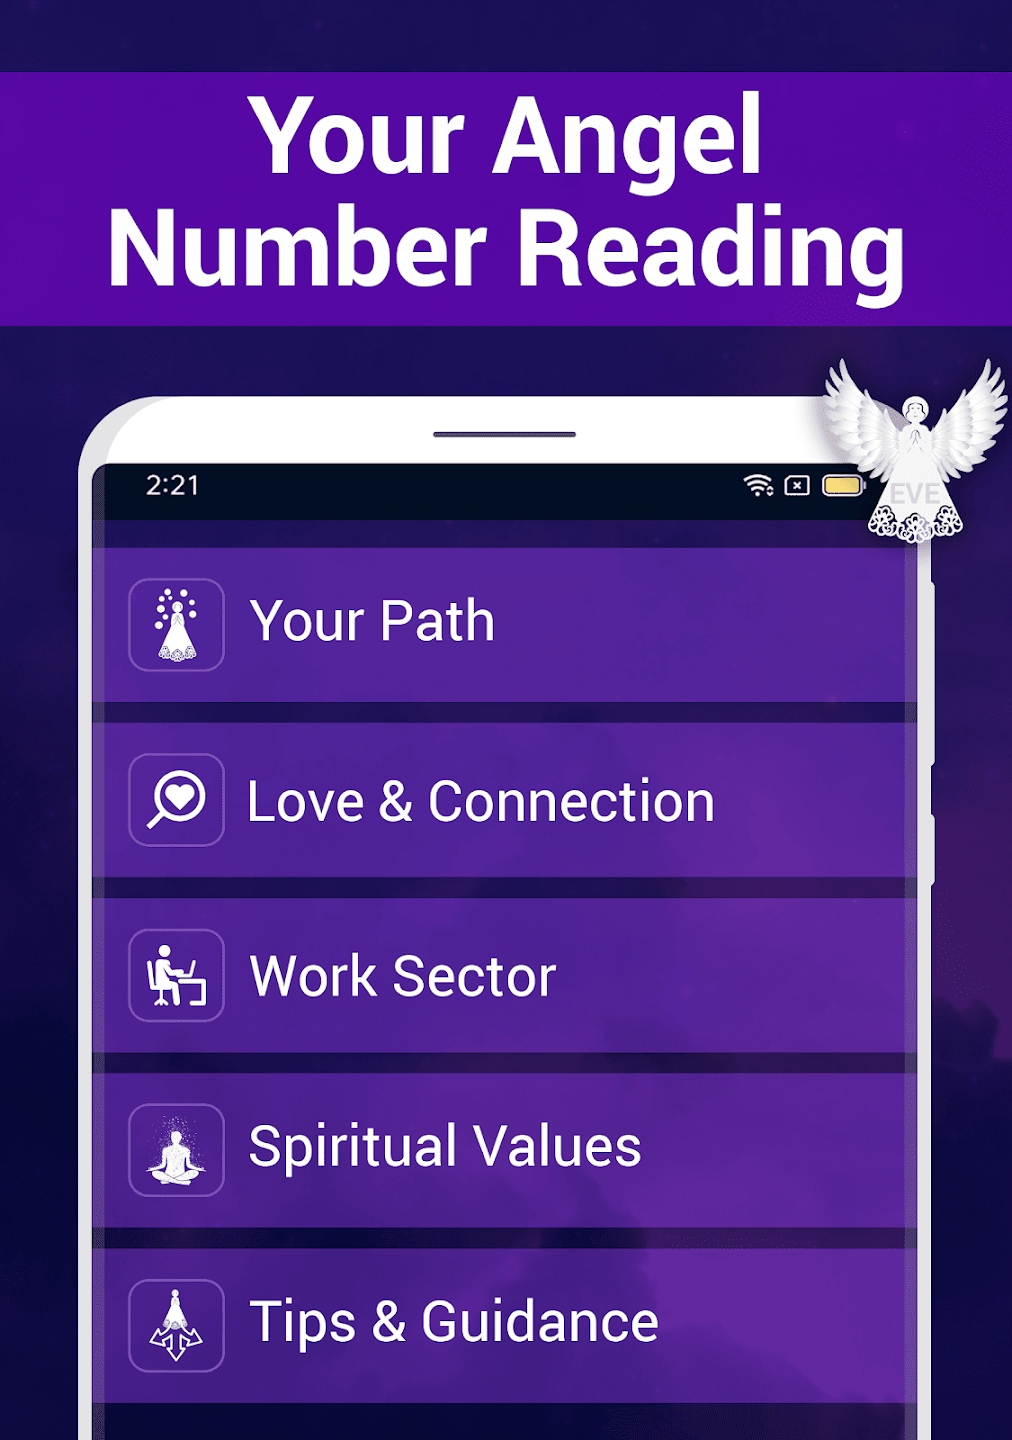 Your Angel
Number Reading
2:21
EVE
Your Path
Love & Connection
Work Sector
Spiritual Values
Tips & Guidance